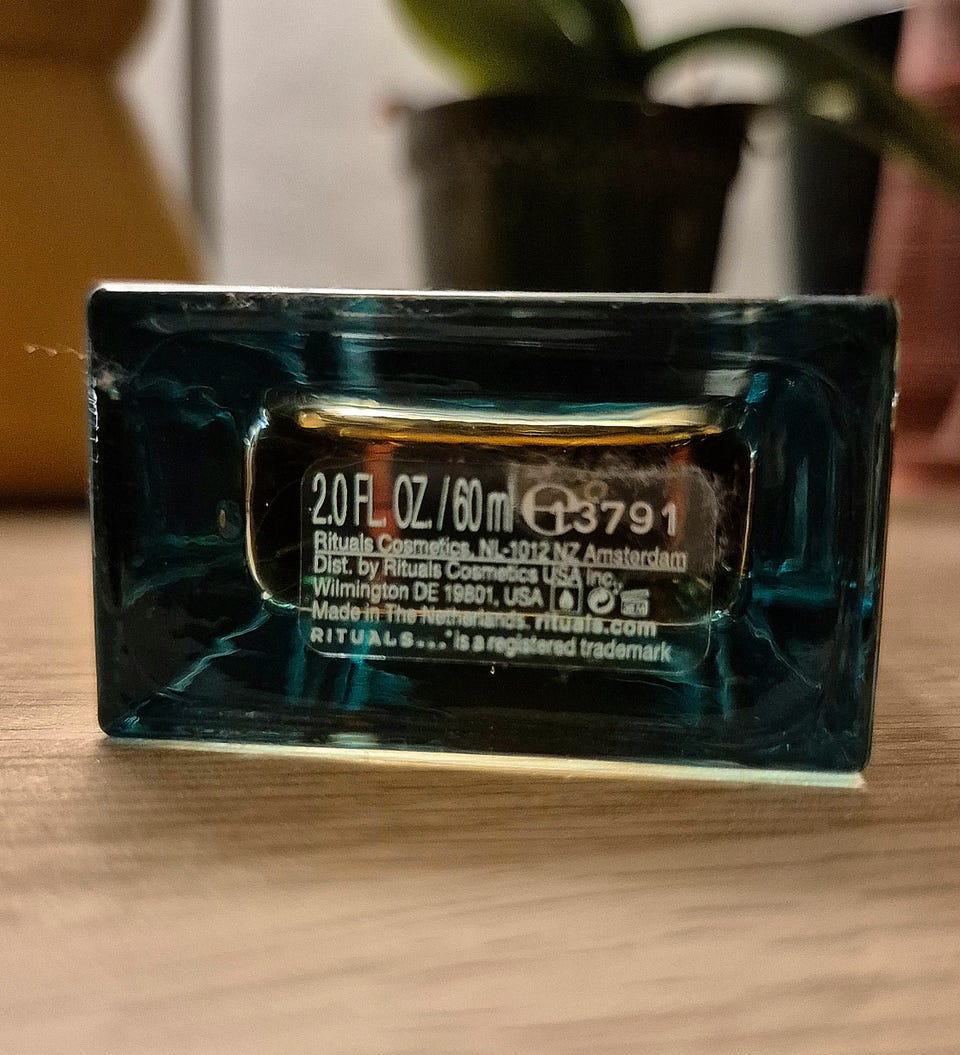 2.0 FL. OZ. / 60 ml ℮ 13791
Rituals Cosmetics, NL-1012 NZ Amsterdam
Dist. by Rituals Cosmetics USA Inc.,
Wilmington DE 19801, USA
Made in The Netherlands. rituals.com
RITUALS...® is a registered trademark